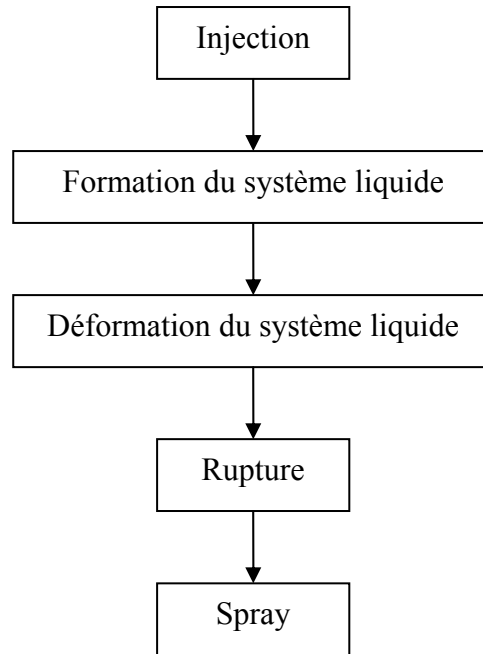 Injection
Formation du système liquide
Déformation du système liquide
Rupture
Spray